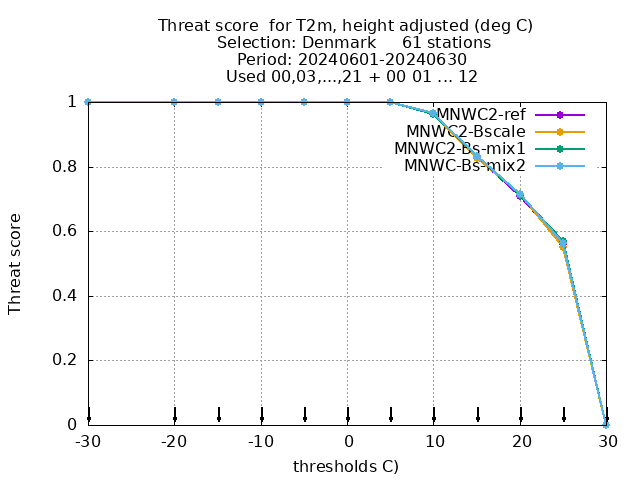 Threat score  for T2m, height adjusted (deg C)
Selection: Denmark     61 stations
Period: 20240601-20240630
Used 00,03,...,21 + 00 01 ... 12
MNWC2-ref
MNWC2-Bscale
MNWC2-Bs-mix1
MNWC-Bs-mix2
Threat score
1
0.8
0.6
0.4
0.2
0
-30 -20 -10 0 10 20 30
thresholds C)